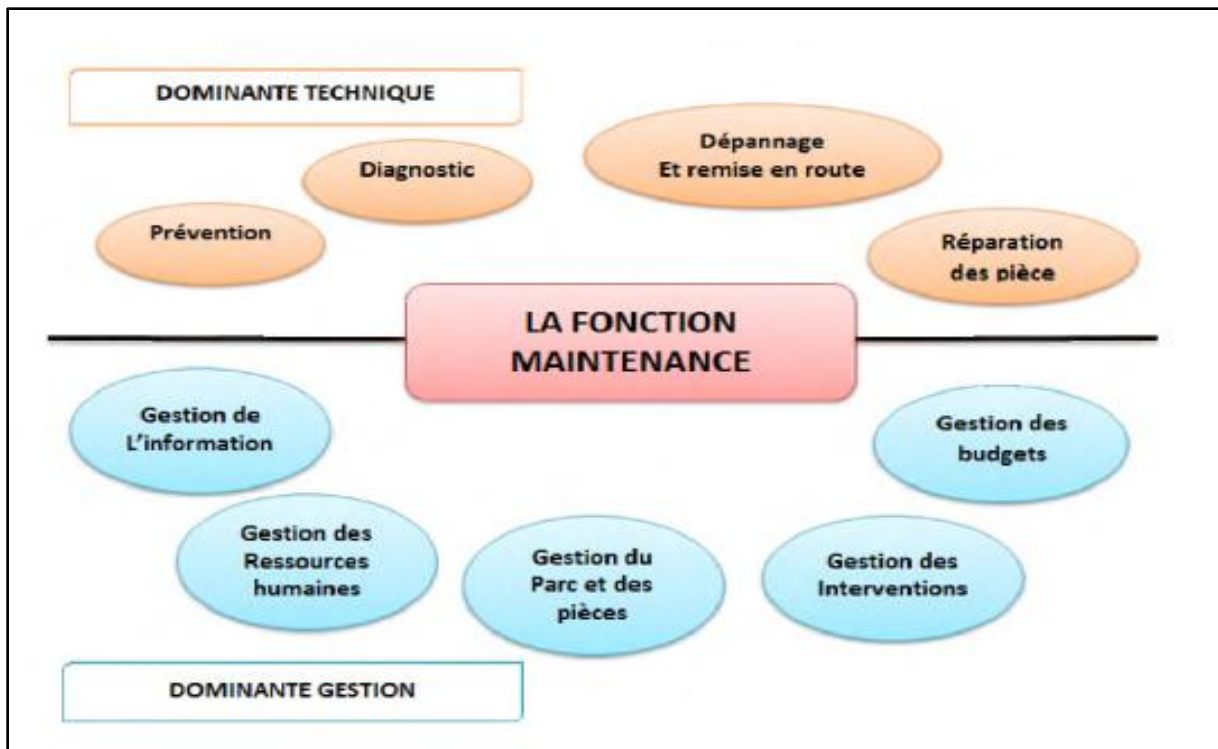 DOMINANTE TECHNIQUE
Diagnostic
Dépannage
Et remise en route
Prévention
Réparation
des pièce
LA FONCTION
MAINTENANCE
Gestion de
L'information
Gestion des
budgets
Gestion des
Ressources
humaines
Gestion du
Parc et des
pièces
Gestion des
Interventions
DOMINANTE GESTION